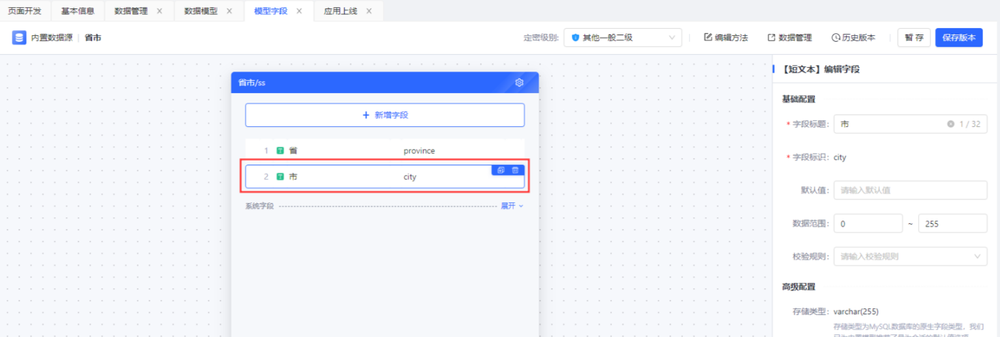 页面开发 基本信息 数据管理 数据模型 模型字段 应用上线
内置数据源 | 省市 定密级别: 其他一般二级 编辑方法 数据管理 历史版本 暂 存 保存版本
省市/ss
【短文本】编辑字段
基础配置
+ 新增字段
* 字段标题: 市 1 / 32
1 省 province
* 字段标识: city
2 市 city
默认值: 请输入默认值
系统字段 展开
数据范围: 0 ~ 255
校验规则: 请输入校验规则
高级配置
存储类型: varchar(255)
存储类型为MySQL数据库的原生字段类型，我们